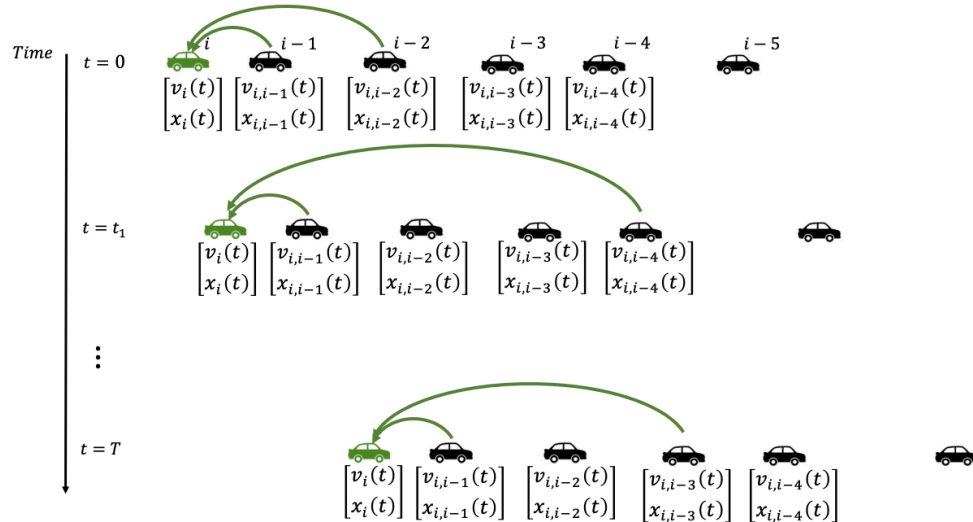 Time
t = 0
i
i − 1
i − 2
i − 3
i − 4
i − 5
[v_i(t)] [v_{i,i−1}(t)] [v_{i,i−2}(t)] [v_{i,i−3}(t)] [v_{i,i−4}(t)]
[x_i(t)] [x_{i,i−1}(t)] [x_{i,i−2}(t)] [x_{i,i−3}(t)] [x_{i,i−4}(t)]
t = t_1
[v_i(t)] [v_{i,i−1}(t)] [v_{i,i−2}(t)] [v_{i,i−3}(t)] [v_{i,i−4}(t)]
[x_i(t)] [x_{i,i−1}(t)] [x_{i,i−2}(t)] [x_{i,i−3}(t)] [x_{i,i−4}(t)]
⋮
t = T
[v_i(t)] [v_{i,i−1}(t)] [v_{i,i−2}(t)] [v_{i,i−3}(t)] [v_{i,i−4}(t)]
[x_i(t)] [x_{i,i−1}(t)] [x_{i,i−2}(t)] [x_{i,i−3}(t)] [x_{i,i−4}(t)]